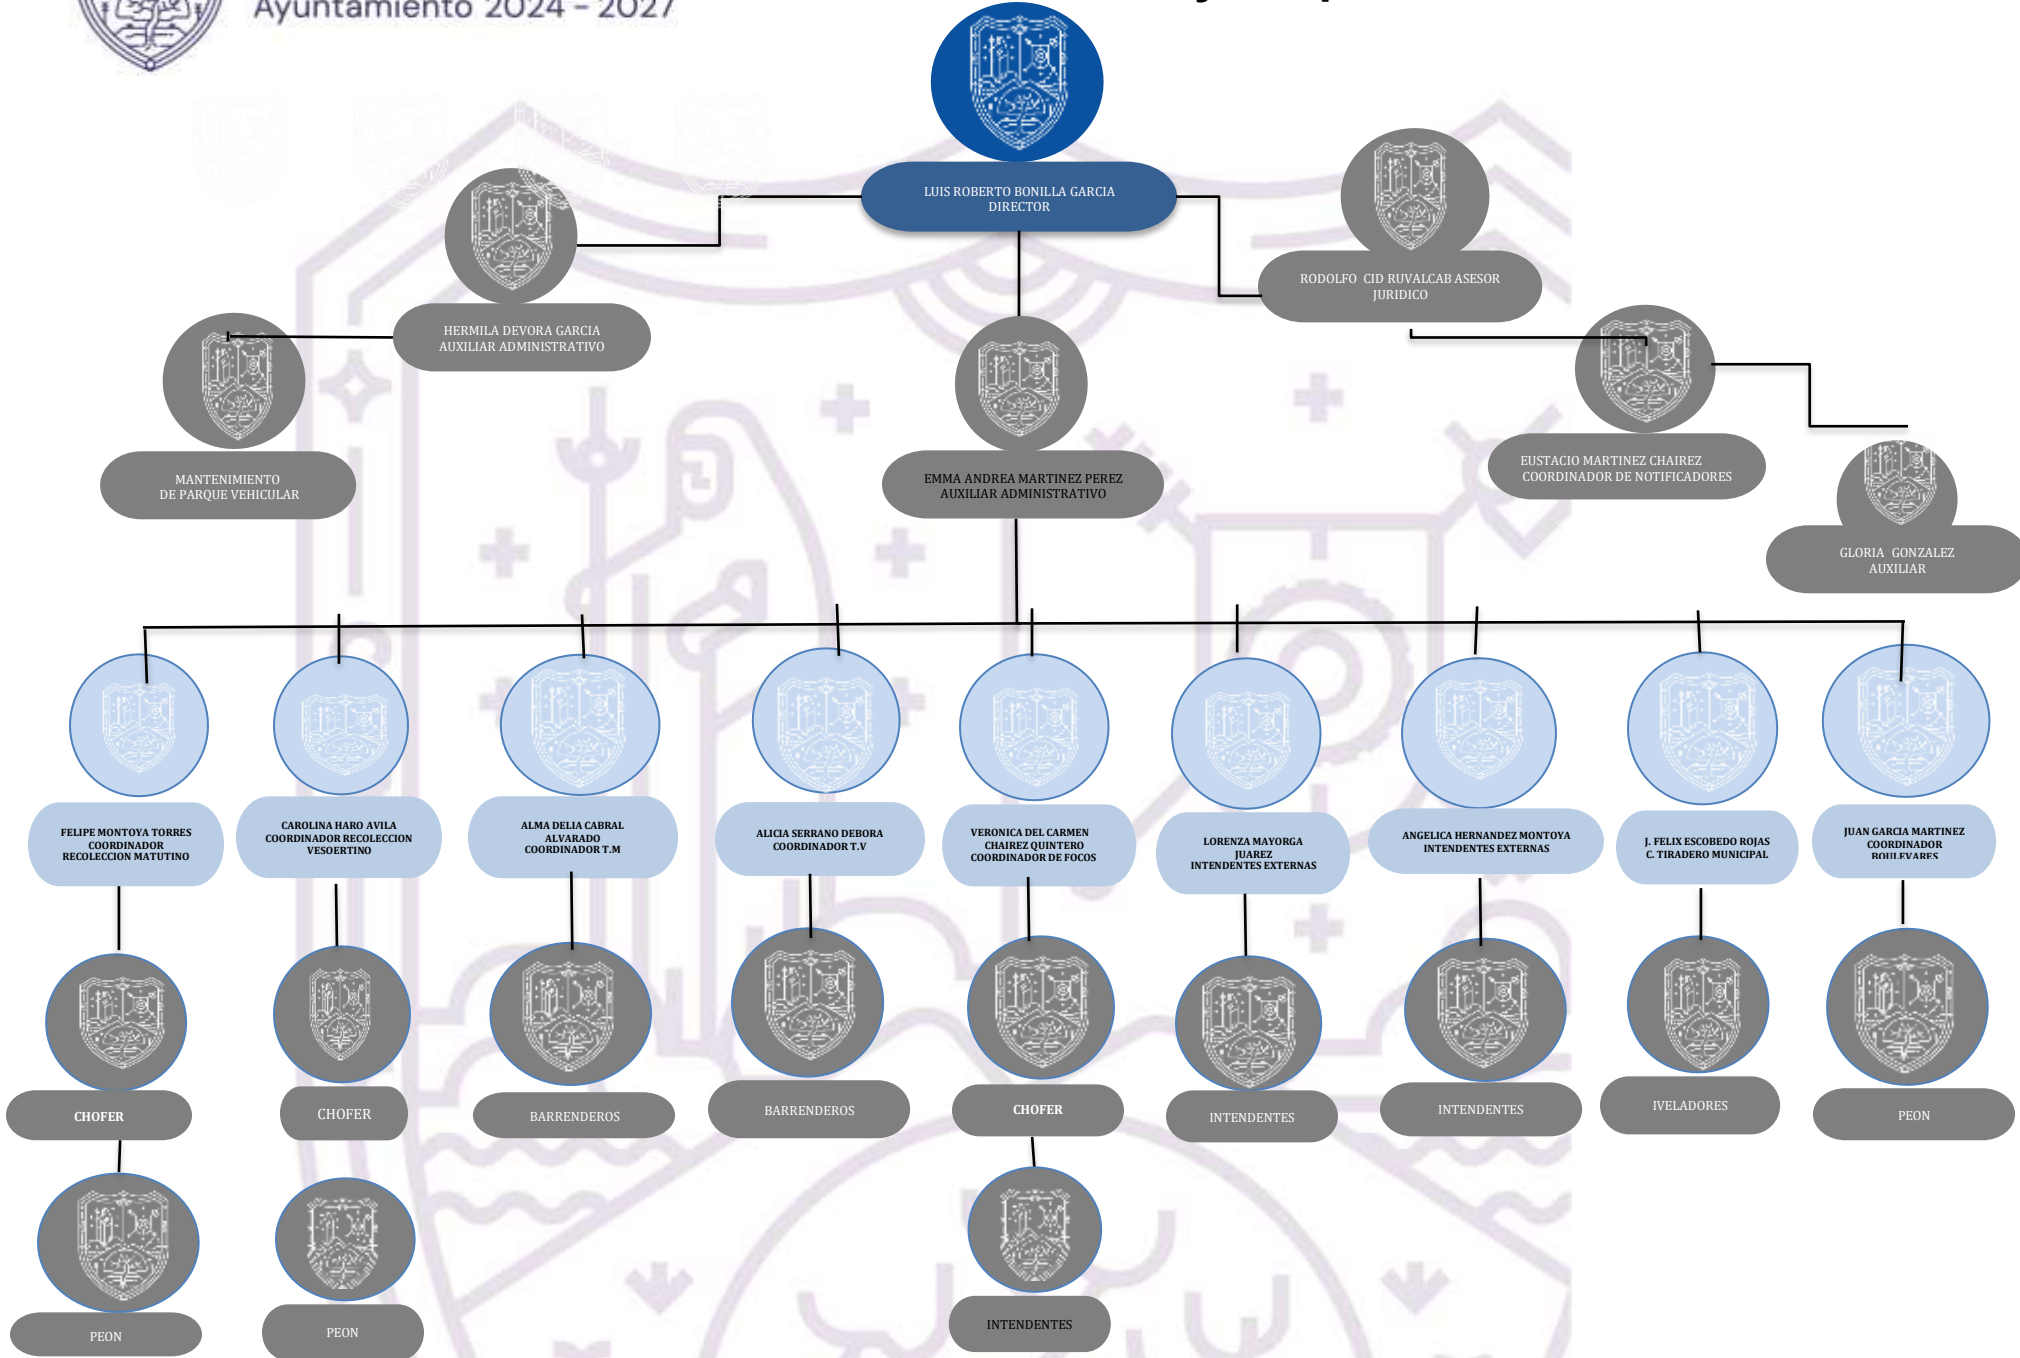 Ayuntamiento 2024 - 2027
LUIS ROBERTO BONILLA GARCIA
DIRECTOR
RODOLFO CID RUVALCAB ASESOR
JURIDICO
HERMILA DEVORA GARCIA
AUXILIAR ADMINISTRATIVO
MANTENIMIENTO
DE PARQUE VEHICULAR
EMMA ANDREA MARTINEZ PEREZ
AUXILIAR ADMINISTRATIVO
EUSTACIO MARTINEZ CHAIREZ
COORDINADOR DE NOTIFICADORES
GLORIA GONZALEZ
AUXILIAR
FELIPE MONTOYA TORRES
COORDINADOR
RECOLECCION MATUTINO
CAROLINA HARO AVILA
COORDINADOR RECOLECCION
VESOERTINO
ALMA DELIA CABRAL
ALVARADO
COORDINADOR T.M
ALICIA SERRANO DEBORA
COORDINADOR T.V
VERONICA DEL CARMEN
CHAIREZ QUINTERO
COORDINADOR DE FOCOS
LORENZA MAYORGA
JUAREZ
INTENDENTES EXTERNAS
ANGELICA HERNANDEZ MONTOYA
INTENDENTES EXTERNAS
J. FELIX ESCOBEDO ROJAS
C. TIRADERO MUNICIPAL
JUAN GARCIA MARTINEZ
COORDINADOR
BOULEVARES
CHOFER
CHOFER
BARRENDEROS
BARRENDEROS
CHOFER
INTENDENTES
INTENDENTES
IVELADORES
PEON
PEON
PEON
INTENDENTES